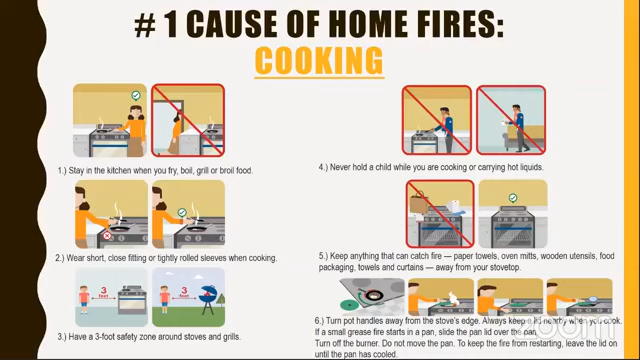 # 1 CAUSE OF HOME FIRES:
COOKING
1.) Stay in the kitchen when you fry, boil, grill or broil food.
2.) Wear short, close fitting or tightly rolled sleeves when cooking.
3 FEET
3 FEET
3.) Have a 3-foot safety zone around stoves and grills.
4.) Never hold a child while you are cooking or carrying hot liquids.
5.) Keep anything that can catch fire — paper towels, oven mitts, wooden utensils, food
packaging, towels and curtains — away from your stovetop.
6.) Turn pot handles away from the stove's edge. Always keep a lid nearby when you cook.
If a small grease fire starts in a pan, slide the pan lid over the pan.
Turn off the burner. Do not move the pan. To keep the fire from restarting, leave the lid on
until the pan has cooled.
zoom